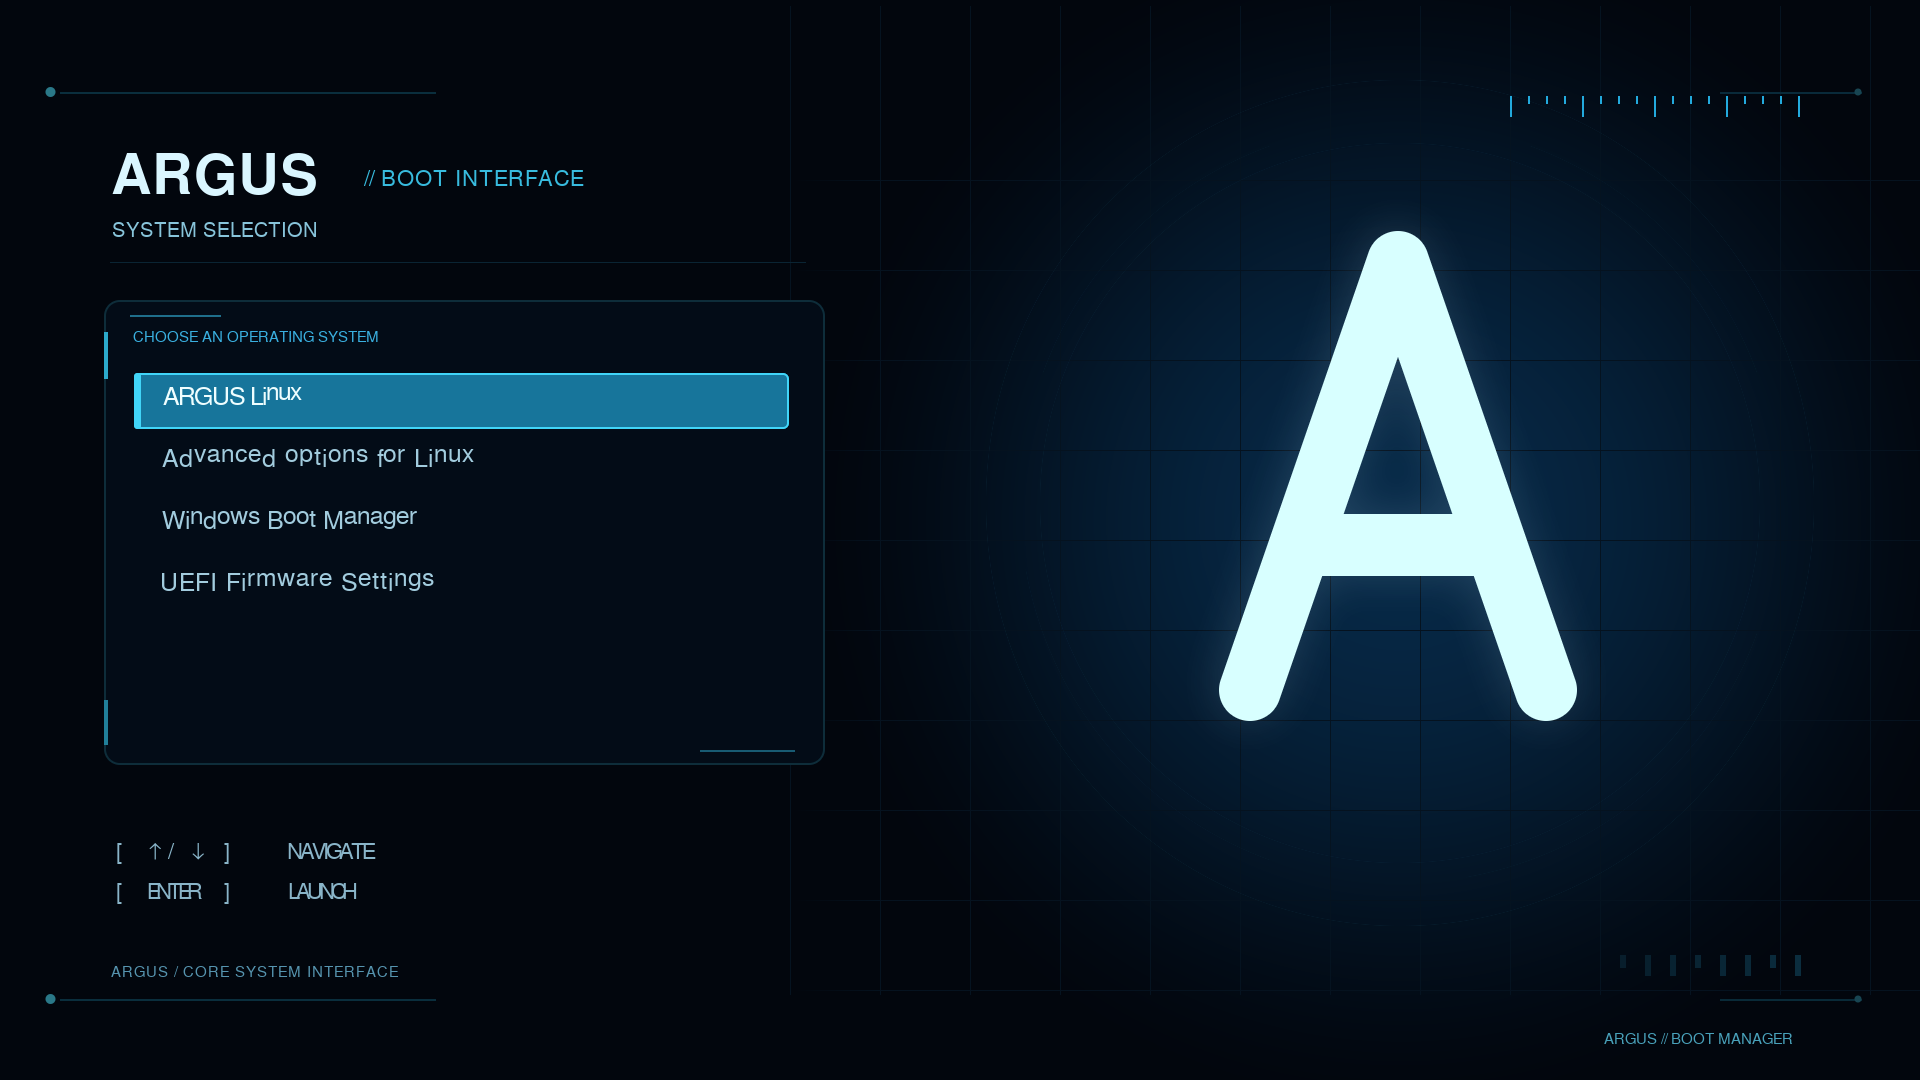 ARGUS // BOOT INTERFACE
SYSTEM SELECTION
CHOOSE AN OPERATING SYSTEM
ARGUS Linux
Advanced options for Linux
Windows Boot Manager
UEFI Firmware Settings
A
[ ↑ / ↓ ] NAVIGATE
[ ENTER ] LAUNCH
ARGUS / CORE SYSTEM INTERFACE
ARGUS // BOOT MANAGER